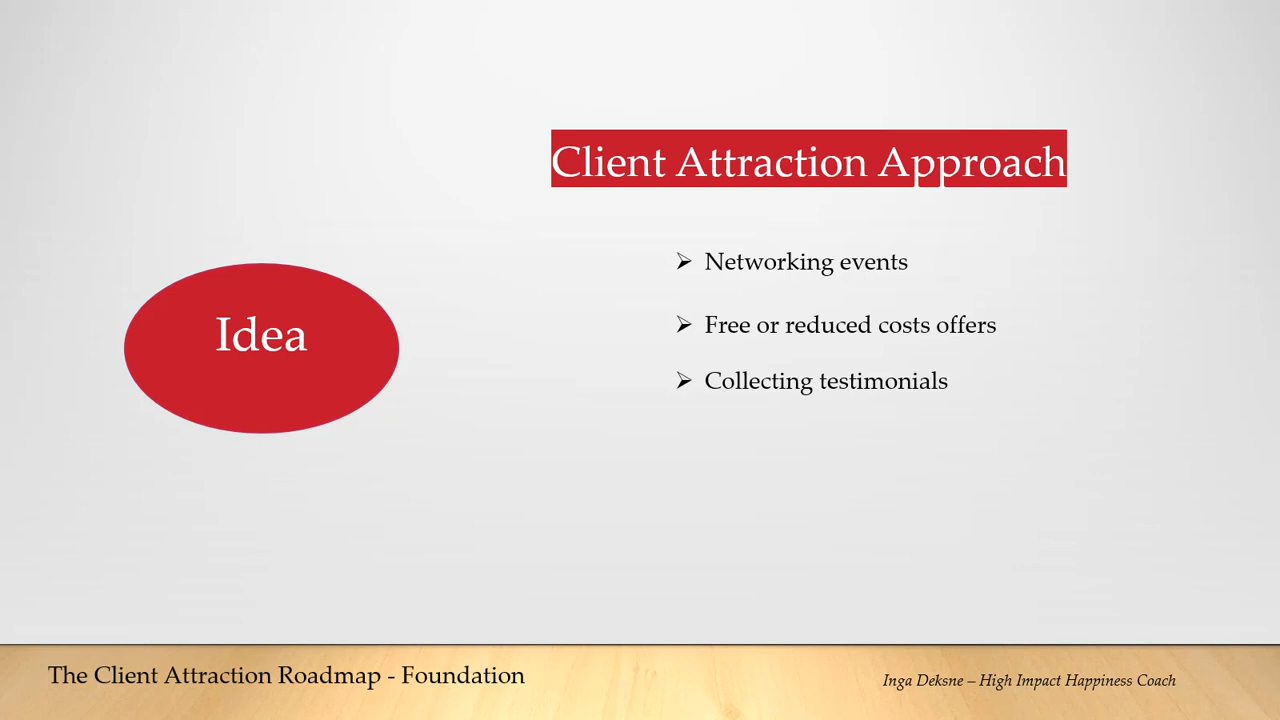 Client Attraction Approach
Idea
➢ Networking events
➢ Free or reduced costs offers
➢ Collecting testimonials
The Client Attraction Roadmap - Foundation
Inga Deksne – High Impact Happiness Coach